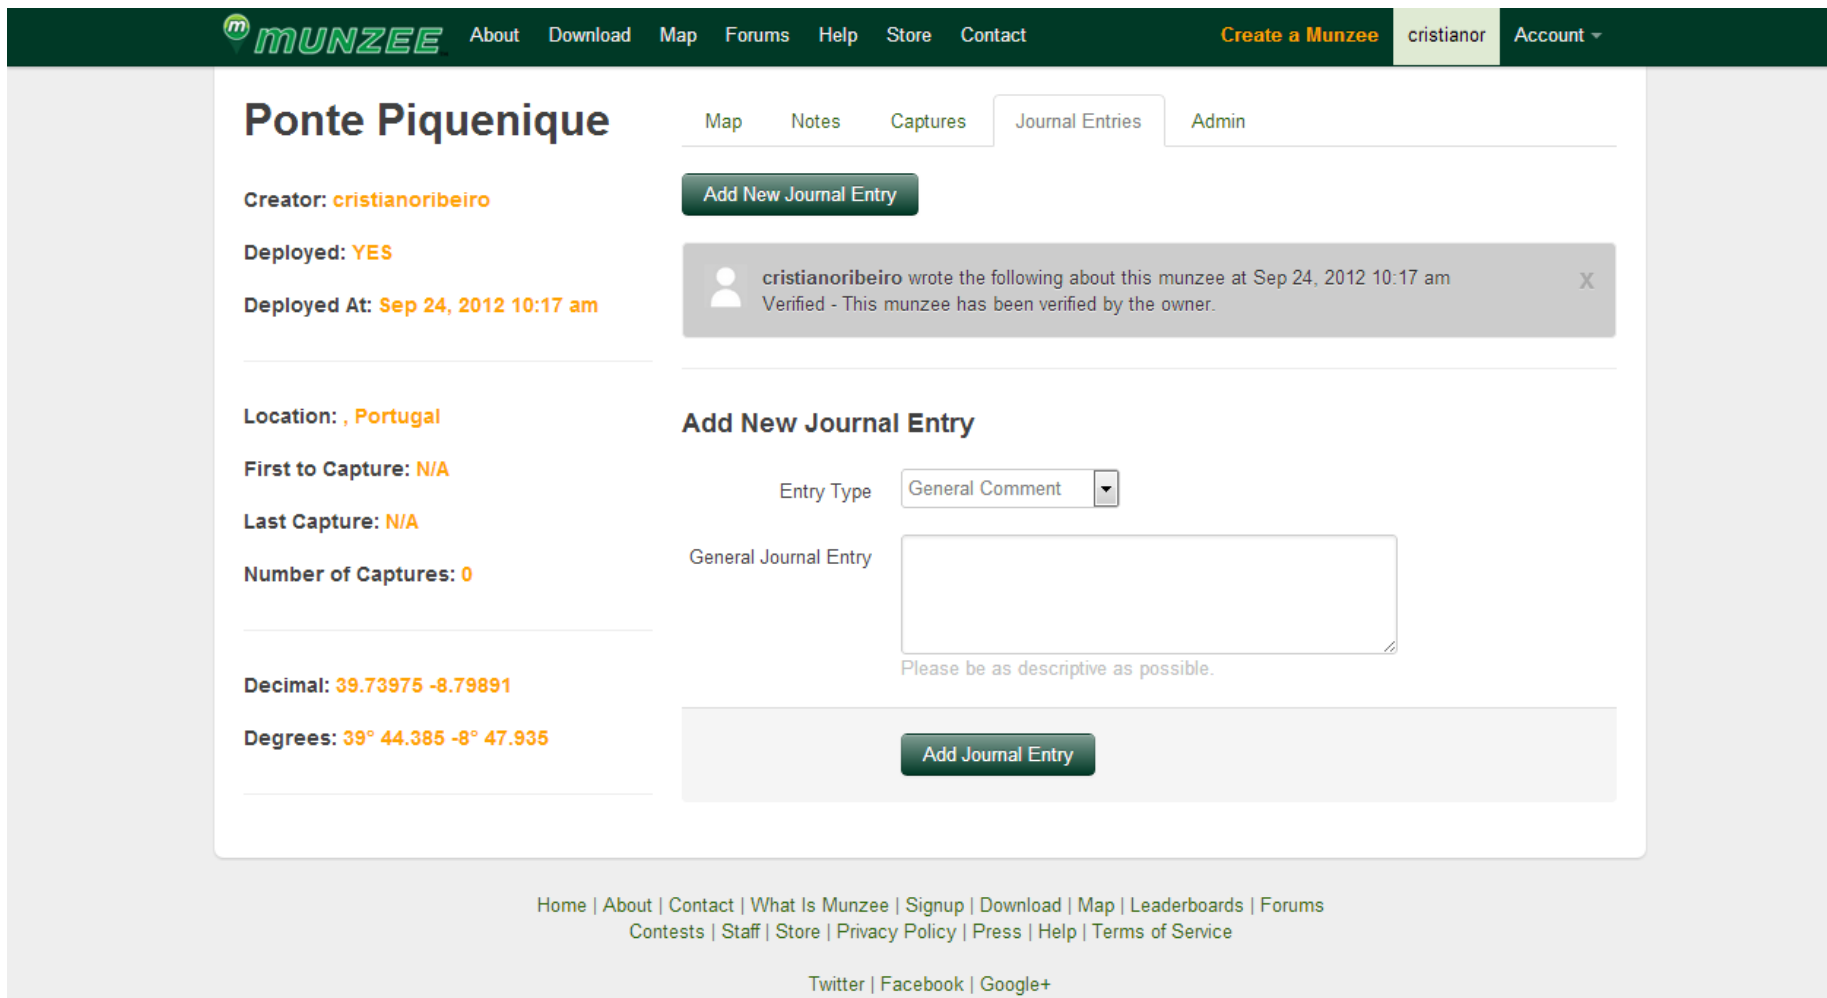 m MUNZEE About Download Map Forums Help Store Contact Create a Munzee cristianor Account
Ponte Piquenique
Map Notes Captures Journal Entries Admin
Creator: cristianoribeiro
Deployed: YES
Deployed At: Sep 24, 2012 10:17 am
Location: , Portugal
First to Capture: N/A
Last Capture: N/A
Number of Captures: 0
Decimal: 39.73975 -8.79891
Degrees: 39° 44.385 -8° 47.935
Add New Journal Entry
cristianoribeiro wrote the following about this munzee at Sep 24, 2012 10:17 am
Verified - This munzee has been verified by the owner.
X
Add New Journal Entry
Entry Type General Comment
General Journal Entry
Please be as descriptive as possible.
Add Journal Entry
Home | About | Contact | What Is Munzee | Signup | Download | Map | Leaderboards | Forums
Contests | Staff | Store | Privacy Policy | Press | Help | Terms of Service
Twitter | Facebook | Google+